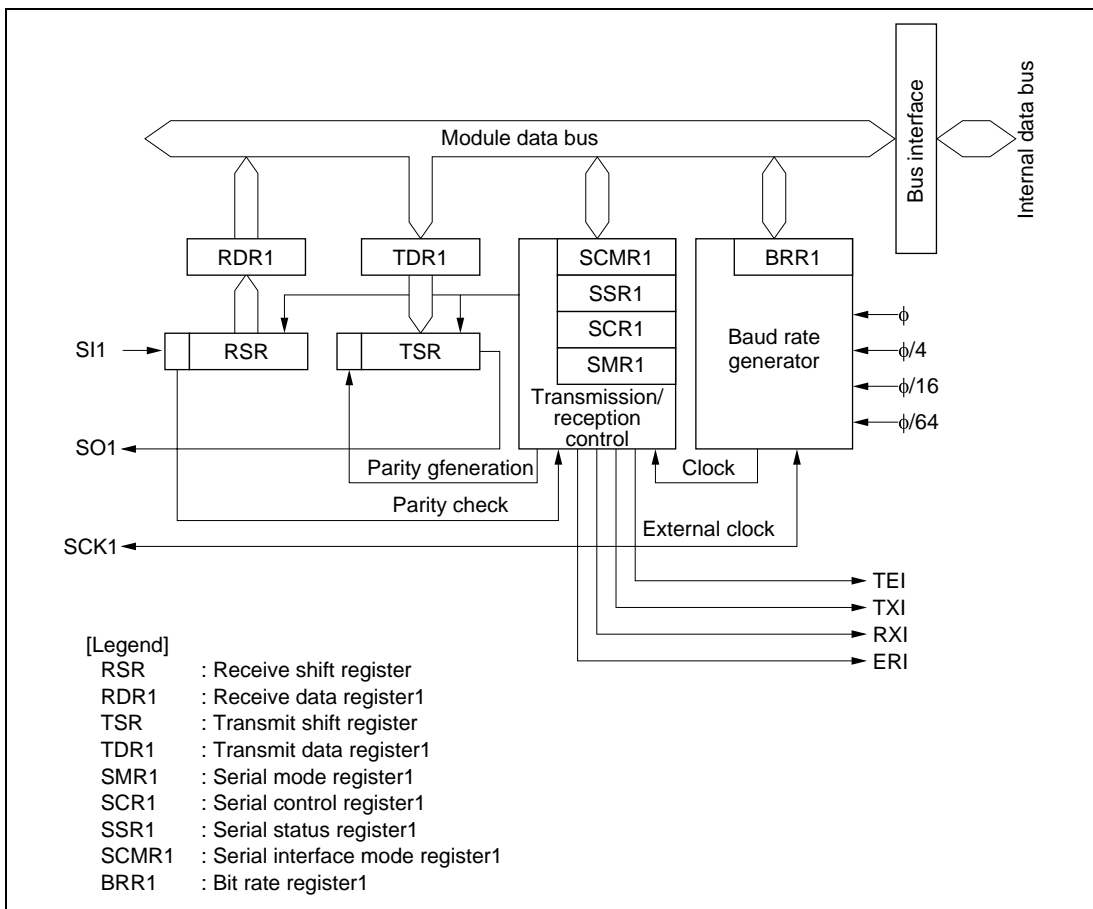 Module data bus
Bus interface
Internal data bus
RDR1
TDR1
SCMR1
BRR1
SSR1
SCR1
SMR1
Transmission/
reception
control
Baud rate
generator
ϕ
ϕ/4
ϕ/16
ϕ/64
SI1
RSR
TSR
SO1
Parity gfeneration
Clock
Parity check
External clock
SCK1
TEI
TXI
RXI
ERI
[Legend]
RSR : Receive shift register
RDR1 : Receive data register1
TSR : Transmit shift register
TDR1 : Transmit data register1
SMR1 : Serial mode register1
SCR1 : Serial control register1
SSR1 : Serial status register1
SCMR1 : Serial interface mode register1
BRR1 : Bit rate register1